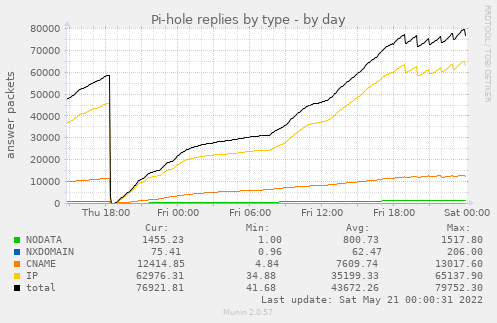 Pi-hole replies by type - by day
RRDTOOL / TOBI OETIKER
answer packets
80000
70000
60000
50000
40000
30000
20000
10000
0
Thu 18:00 Fri 00:00 Fri 06:00 Fri 12:00 Fri 18:00 Sat 00:00
Cur: Min: Avg: Max:
NODATA 1455.23 1.00 800.73 1517.80
NXDOMAIN 75.41 0.96 62.47 206.00
CNAME 12414.85 4.84 7609.74 13017.60
IP 62976.31 34.88 35199.33 65137.90
total 76921.81 41.68 43672.26 79752.30
Last update: Sat May 21 00:00:31 2022
Munin 2.0.57